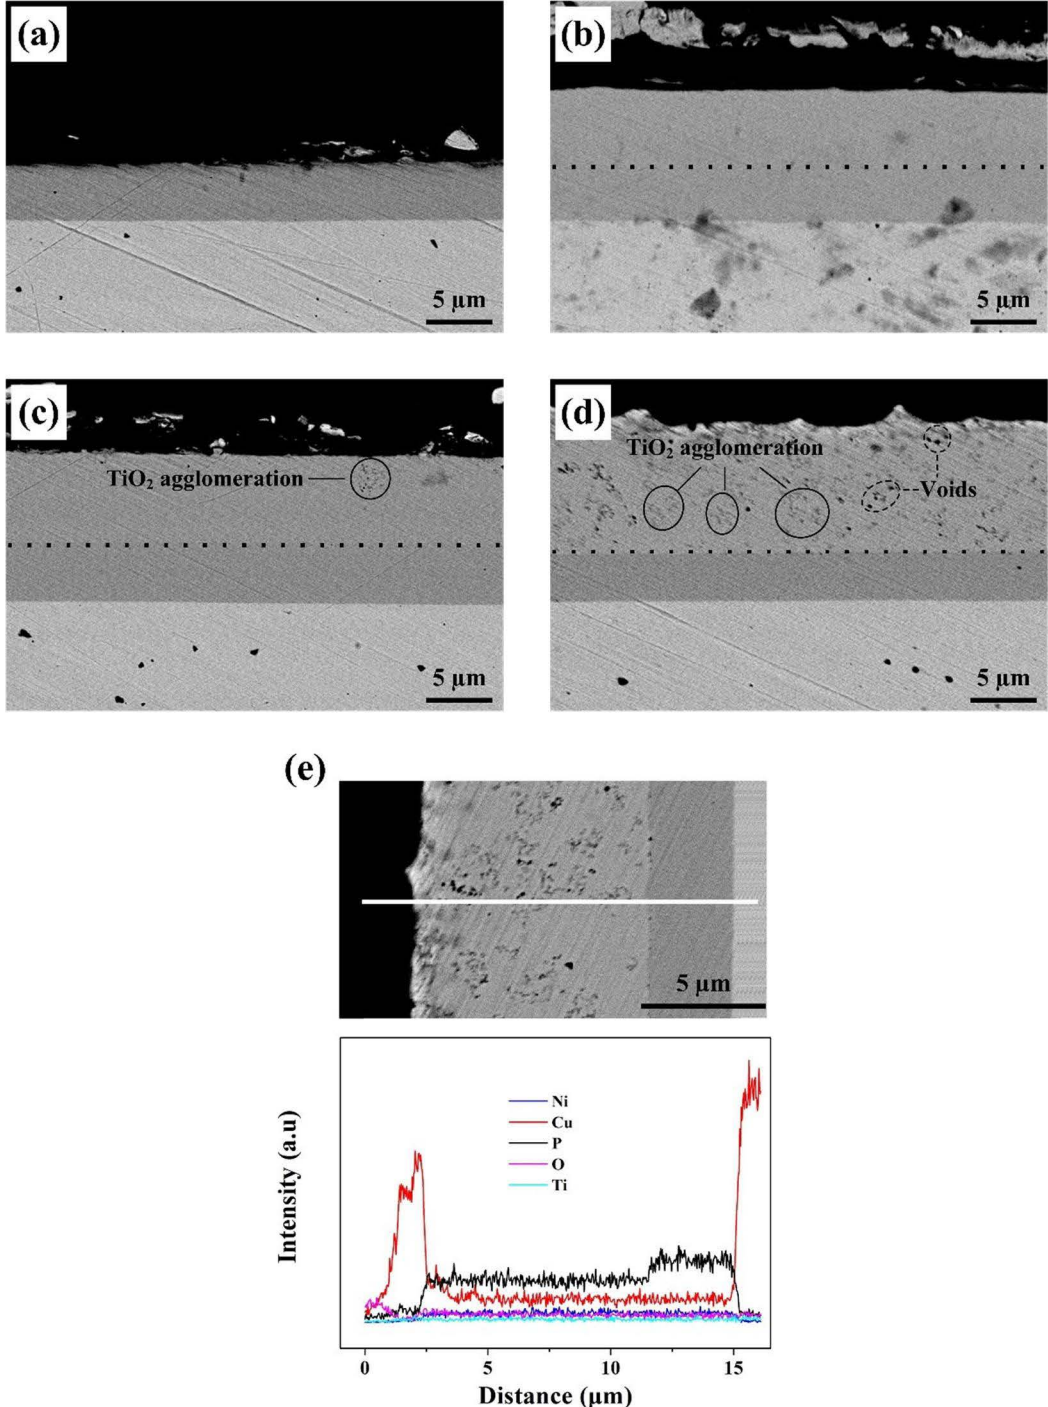 (a)
(b)
5 µm
5 µm
(c)
(d)
TiO2 agglomeration
TiO2 agglomeration
Voids
5 µm
5 µm
(e)
5 µm
Intensity (a.u)
Ni
Cu
P
O
Ti
0 5 10 15
Distance (µm)